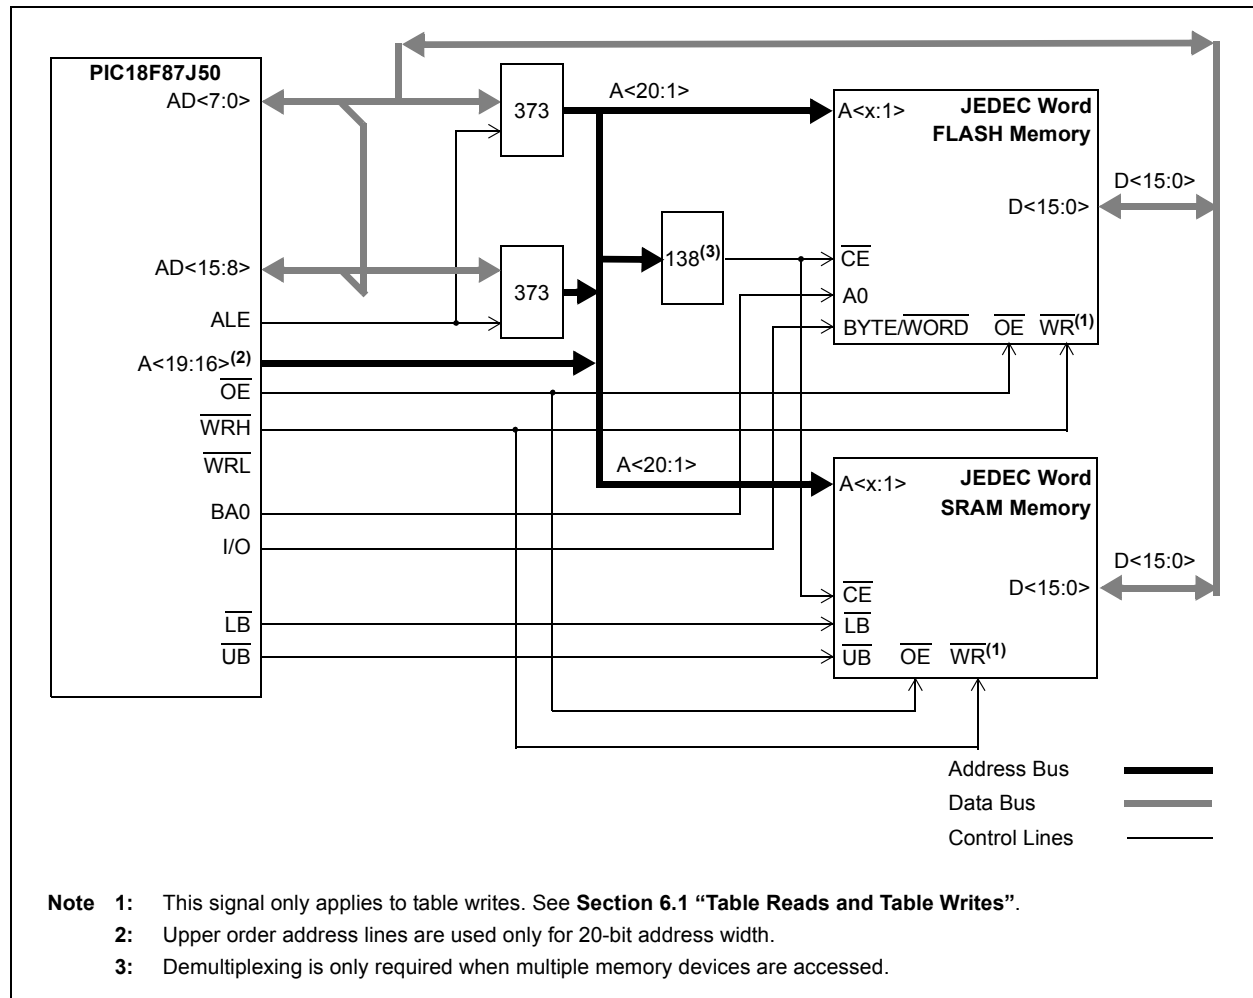 PIC18F87J50
AD<7:0>
AD<15:8>
ALE
A<19:16>(2)
OE
WRH
WRL
BA0
I/O
LB
UB
373
373
A<20:1>
138(3)
A<20:1>
A<x:1>
JEDEC Word
FLASH Memory
D<15:0>
CE
A0
BYTE/WORD OE WR(1)
D<15:0>
A<x:1>
JEDEC Word
SRAM Memory
D<15:0>
CE
LB
UB OE WR(1)
D<15:0>
Address Bus
Data Bus
Control Lines
Note 1: This signal only applies to table writes. See Section 6.1 “Table Reads and Table Writes”.
2: Upper order address lines are used only for 20-bit address width.
3: Demultiplexing is only required when multiple memory devices are accessed.